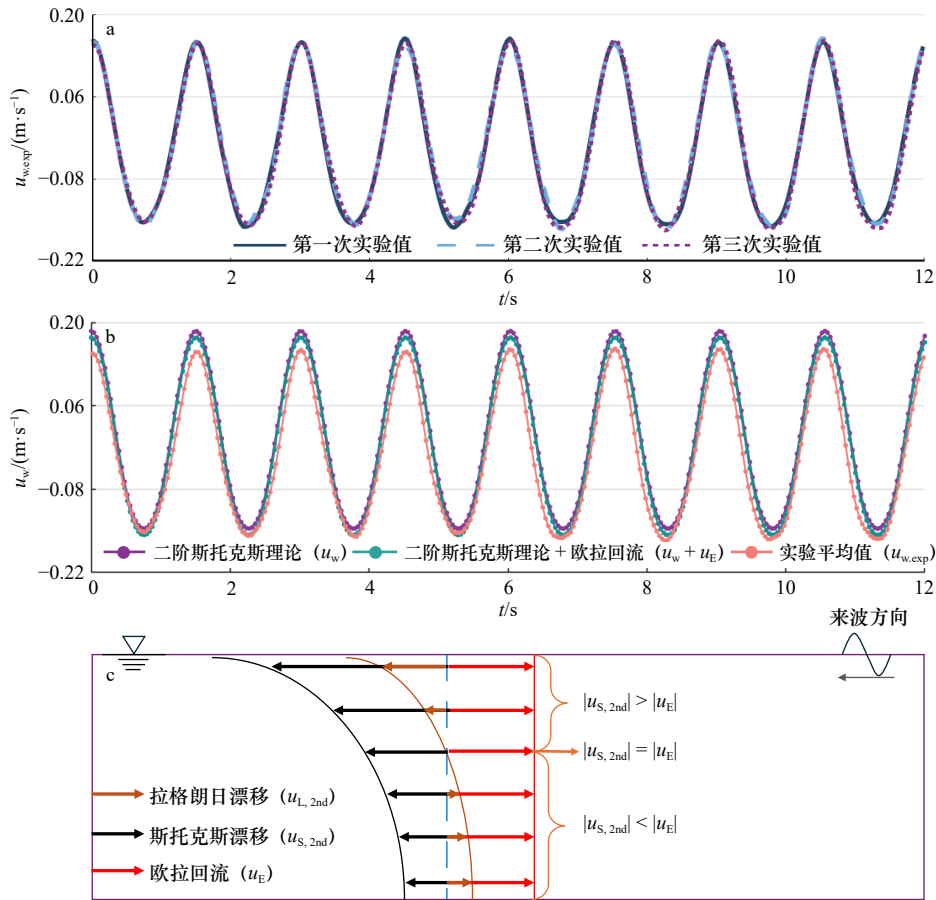 a
0.20
0.06
−0.08
−0.22
u_w.exp/(m·s⁻¹)
第一次实验值 第二次实验值 第三次实验值
0 2 4 6 8 10 12
t/s
b
0.20
0.06
−0.08
−0.22
u_w/(m·s⁻¹)
二阶斯托克斯理论（u_w） 二阶斯托克斯理论 + 欧拉回流（u_w + u_E） 实验平均值（u_w.exp）
0 2 4 6 8 10 12
t/s
来波方向
c
|u_S, 2nd| > |u_E|
|u_S, 2nd| = |u_E|
|u_S, 2nd| < |u_E|
拉格朗日漂移（u_L, 2nd）
斯托克斯漂移（u_S, 2nd）
欧拉回流（u_E）